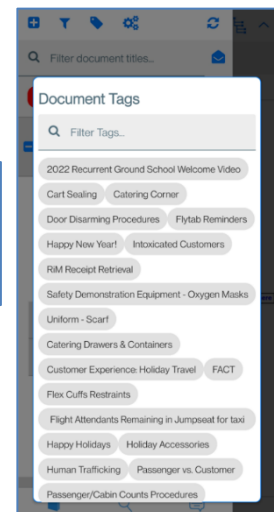 Filter document titles...
Document Tags
Filter Tags...
2022 Recurrent Ground School Welcome Video
Cart Sealing Catering Corner
Door Disarming Procedures Flytab Reminders
Happy New Year! Intoxicated Customers
RiM Receipt Retrieval
Safety Demonstration Equipment - Oxygen Masks
Uniform - Scarf
Catering Drawers & Containers
Customer Experience: Holiday Travel FACT
Flex Cuffs Restraints
Flight Attendants Remaining in Jumpseat for taxi
Happy Holidays Holiday Accessories
Human Trafficking Passenger vs. Customer
Passenger/Cabin Counts Procedures